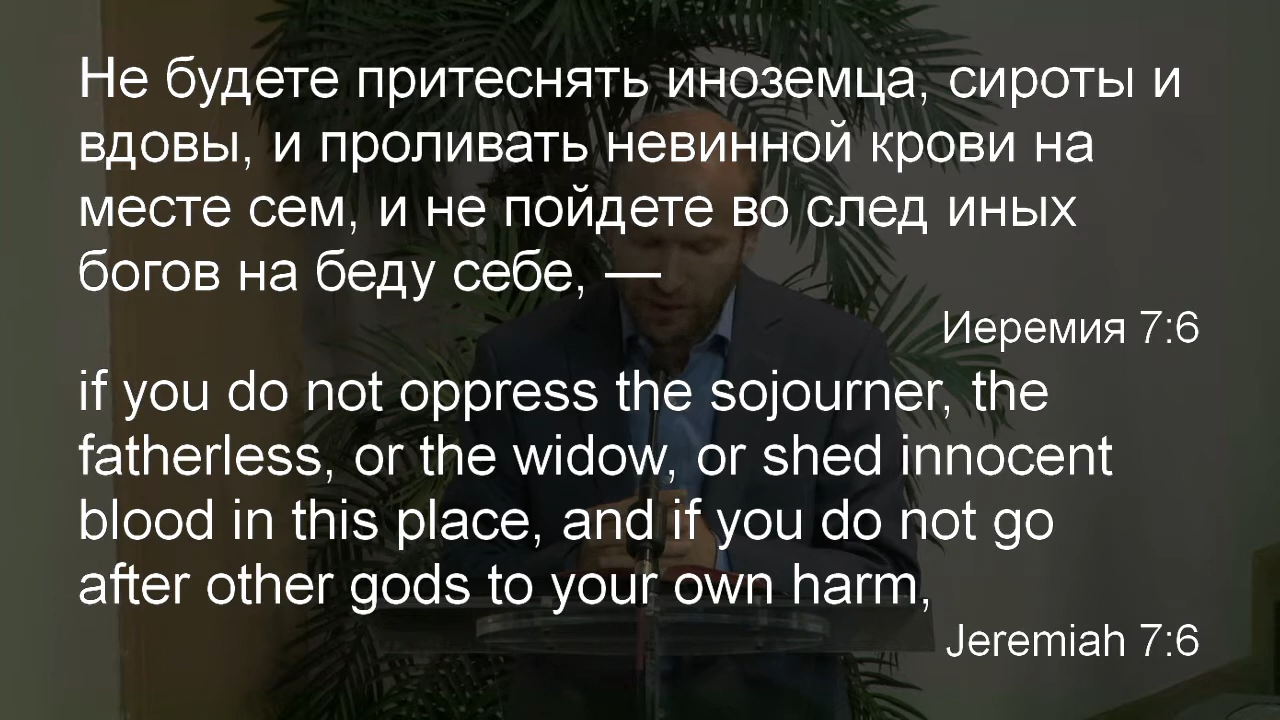 Не будете притеснять иноземца, сироты и
вдовы, и проливать невинной крови на
месте сем, и не пойдете во след иных
богов на беду себе, —
Иеремия 7:6
if you do not oppress the sojourner, the
fatherless, or the widow, or shed innocent
blood in this place, and if you do not go
after other gods to your own harm,
Jeremiah 7:6